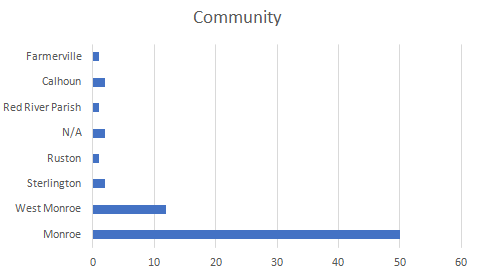 Community
Farmerville
Calhoun
Red River Parish
N/A
Ruston
Sterlington
West Monroe
Monroe
0 10 20 30 40 50 60